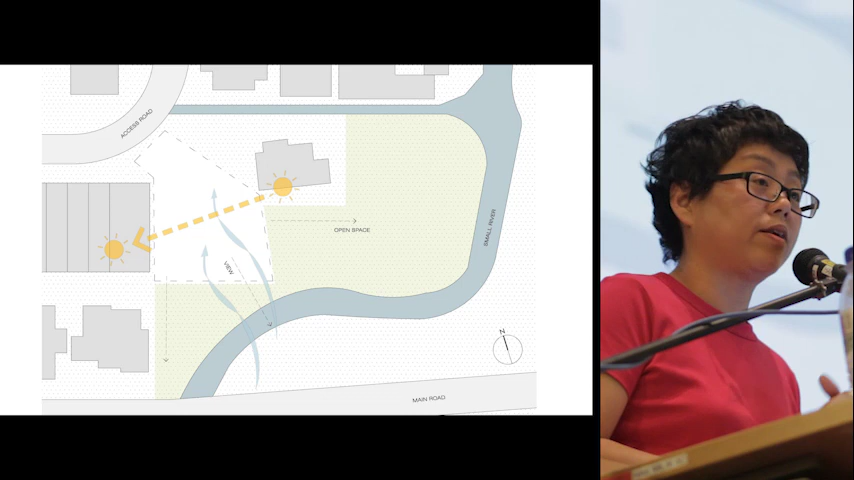 ACCESS ROAD
OPEN SPACE
SMALL RIVER
VIEW
N
MAIN ROAD